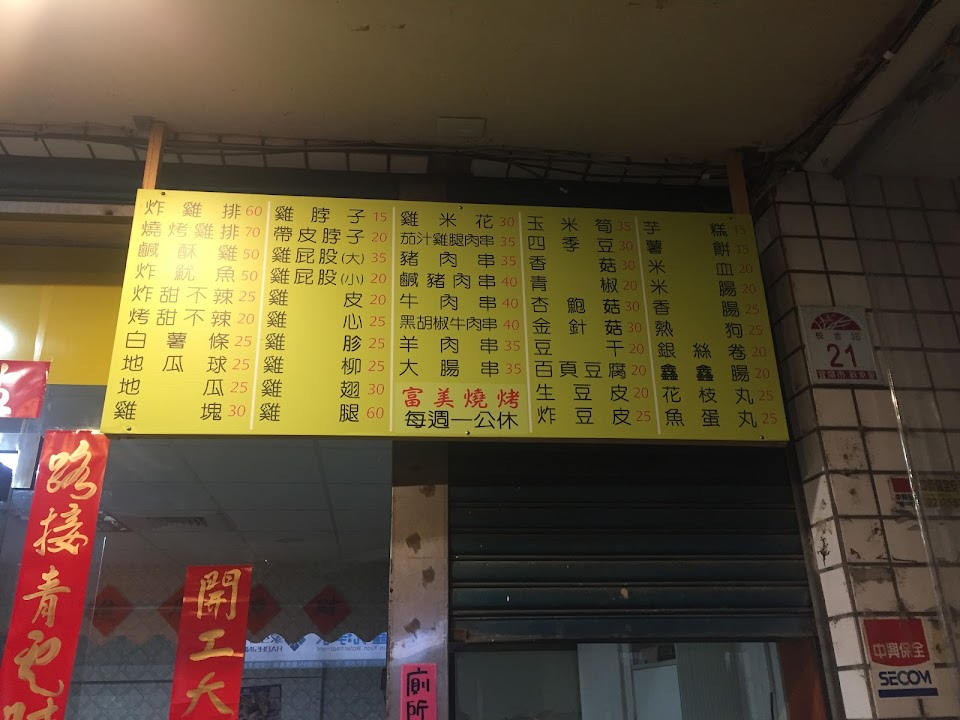 炸雞排60
燒烤雞排70
鹹酥雞50
炸魷魚50
炸甜不辣25
烤甜不辣20
白薯條25
地瓜球25
地瓜25
雞塊30
雞脖子15
帶皮脖子20
雞屁股(大)35
雞屁股(小)20
雞皮20
雞心25
雞胗25
雞柳25
雞翅30
雞腿60
雞米花30
茄汁雞腿肉串35
豬肉串35
鹹豬肉串40
牛肉串40
黑胡椒牛肉串40
羊肉串35
大腸串35
富美燒烤
每週一公休
玉米筍35
四季豆30
香菇30
青椒20
杏鮑菇30
金針菇30
豆干20
百頁豆腐20
生豆皮20
炸豆皮25
芋糕15
薯餅15
米血20
米腸20
香腸25
熱狗25
銀絲卷20
鑫鑫腸20
花枝丸25
魚蛋丸25
21
路接青雲
開工大
廁所
中興保全
SECOM